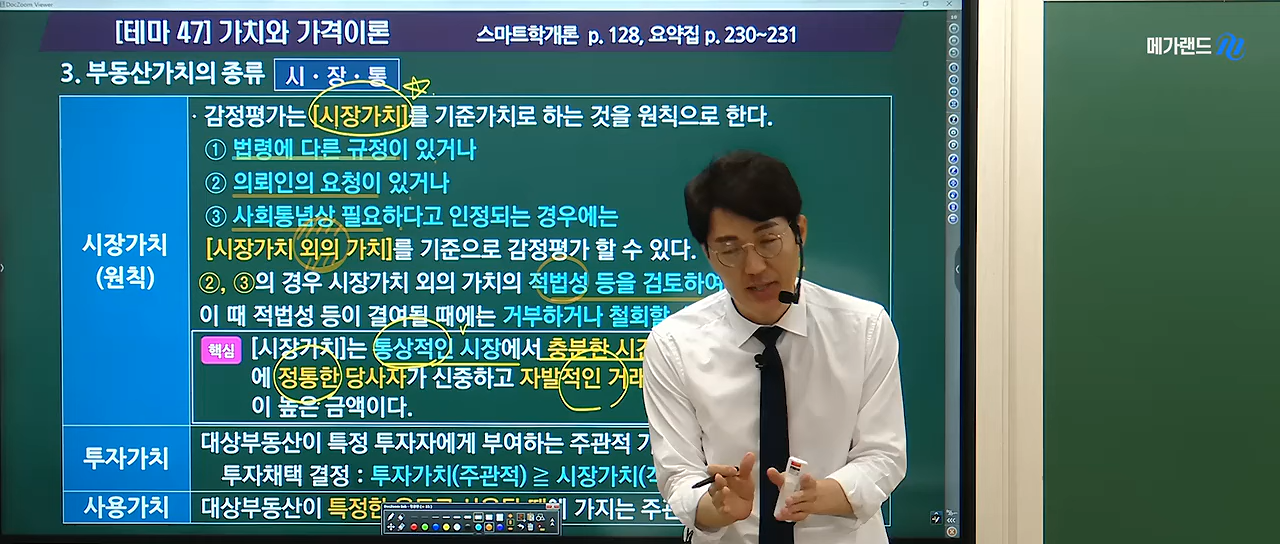 DocZoom Viewer
[테마 47] 가치와 가격이론
스마트학개론 p. 128, 요약집 p. 230~231
메가랜드
3. 부동산가치의 종류
시·장·통
시장가치
(원칙)
· 감정평가는 [시장가치]를 기준가치로 하는 것을 원칙으로 한다.
① 법령에 다른 규정이 있거나
② 의뢰인의 요청이 있거나
③ 사회통념상 필요하다고 인정되는 경우에는
[시장가치 외의 가치]를 기준으로 감정평가 할 수 있다.
②, ③의 경우 시장가치 외의 가치의 적법성 등을 검토하여
이 때 적법성 등이 결여될 때에는 거부하거나 철회할
핵심
[시장가치]는 통상적인 시장에서 충분한 시간
에 정통한 당사자가 신중하고 자발적인 거래
이 높은 금액이다.
투자가치
대상부동산이 특정 투자자에게 부여하는 주관적
투자채택 결정 : 투자가치(주관적) ≧ 시장가치(
사용가치
대상부동산이 특정한 가지는